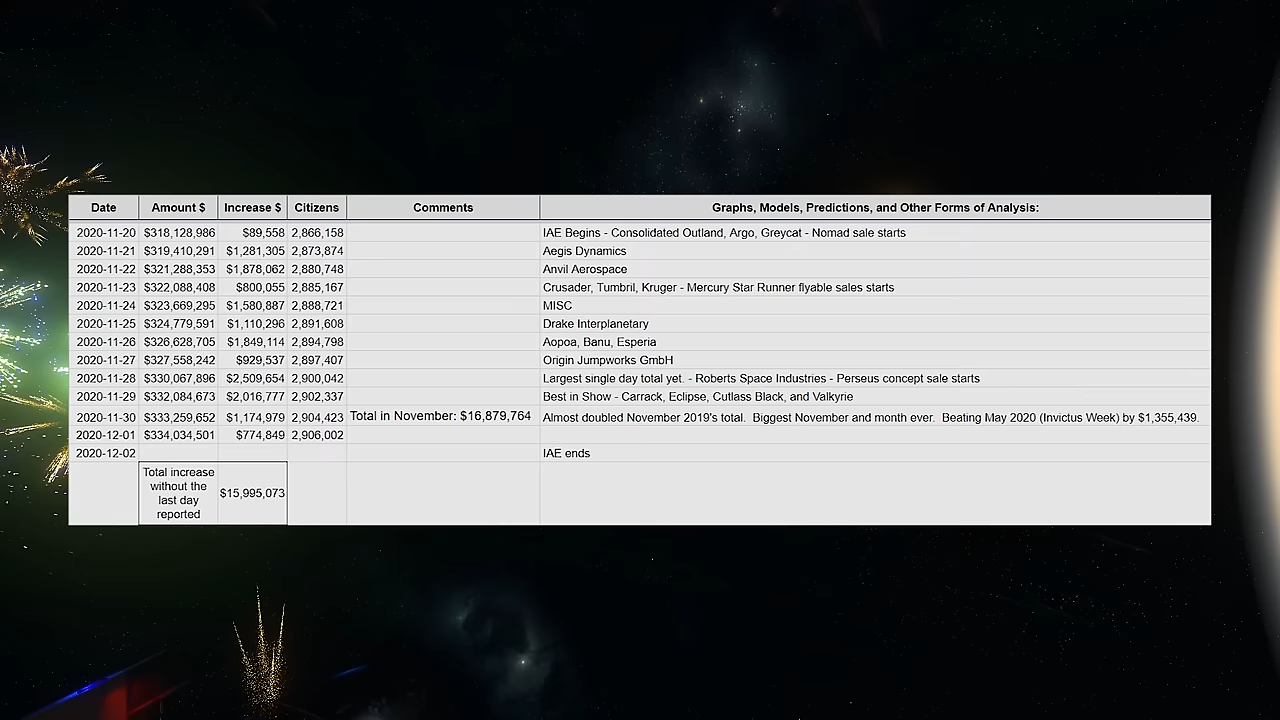 Date Amount $ Increase $ Citizens Comments Graphs, Models, Predictions, and Other Forms of Analysis:
2020-11-20 $318,128,986 $89,558 2,866,158 IAE Begins - Consolidated Outland, Argo, Greycat - Nomad sale starts
2020-11-21 $319,410,291 $1,281,305 2,873,874 Aegis Dynamics
2020-11-22 $321,288,353 $1,878,062 2,880,748 Anvil Aerospace
2020-11-23 $322,088,408 $800,055 2,885,167 Crusader, Tumbril, Kruger - Mercury Star Runner flyable sales starts
2020-11-24 $323,669,295 $1,580,887 2,888,721 MISC
2020-11-25 $324,779,591 $1,110,296 2,891,608 Drake Interplanetary
2020-11-26 $326,628,705 $1,849,114 2,894,798 Aopoa, Banu, Esperia
2020-11-27 $327,558,242 $929,537 2,897,407 Origin Jumpworks GmbH
2020-11-28 $330,067,896 $2,509,654 2,900,042 Largest single day total yet. - Roberts Space Industries - Perseus concept sale starts
2020-11-29 $332,084,673 $2,016,777 2,902,337 Best in Show - Carrack, Eclipse, Cutlass Black, and Valkyrie
2020-11-30 $333,259,652 $1,174,979 2,904,423 Total in November: $16,879,764 Almost doubled November 2019's total. Biggest November and month ever. Beating May 2020 (Invictus Week) by $1,355,439.
2020-12-01 $334,034,501 $774,849 2,906,002
2020-12-02 IAE ends
Total increase
without the
last day
reported
$15,995,073